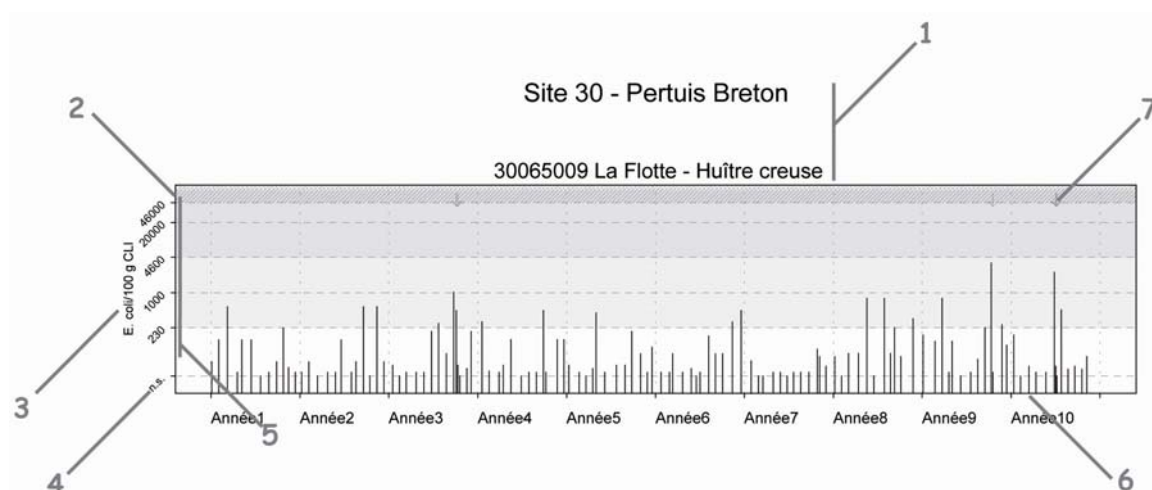 1
Site 30 - Pertuis Breton
2
7
30065009 La Flotte - Huître creuse
46000
20000
4600
1000
230
n.s.
E. coli/100 g CLI
3
Année1 Année2 Année3 Année4 Année5 Année6 Année7 Année8 Année9 Année10
5
4
6